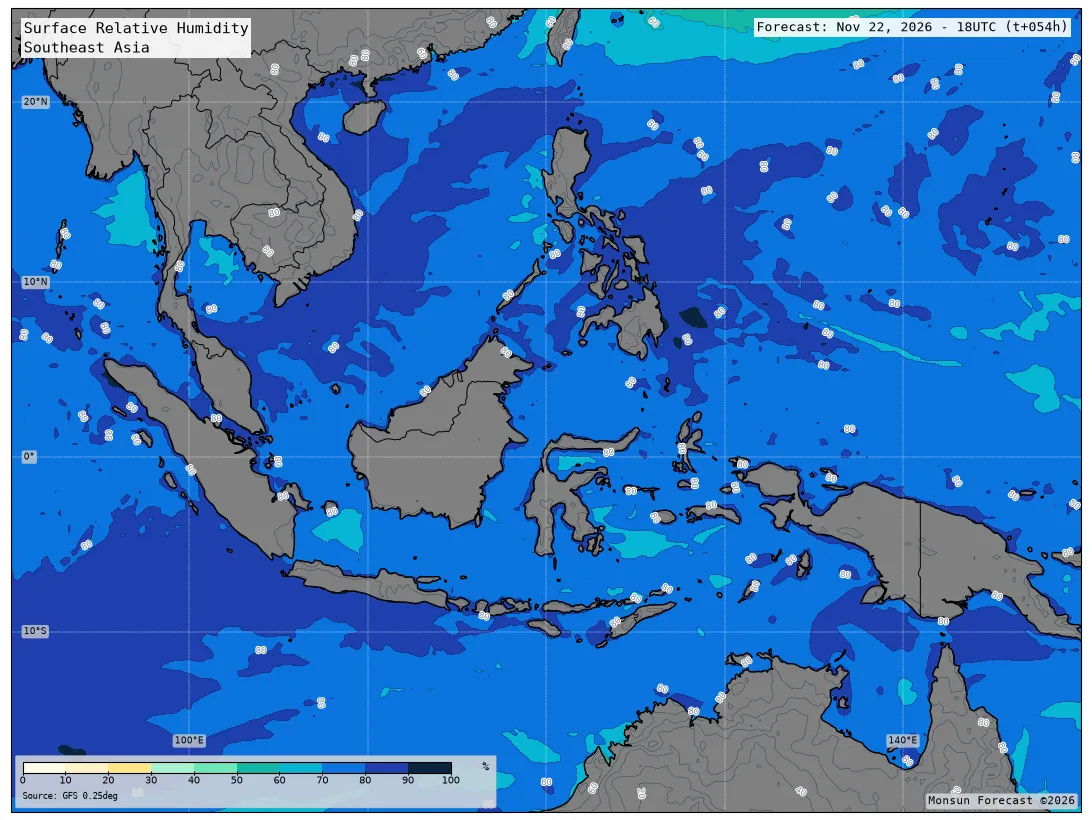 Surface Relative Humidity
Southeast Asia
Forecast: Nov 22, 2026 - 18UTC (t+054h)
20°N
10°N
0°
10°S
100°E
140°E
%
0 10 20 30 40 50 60 70 80 90 100
Source: GFS 0.25deg
Monsun Forecast ©2026